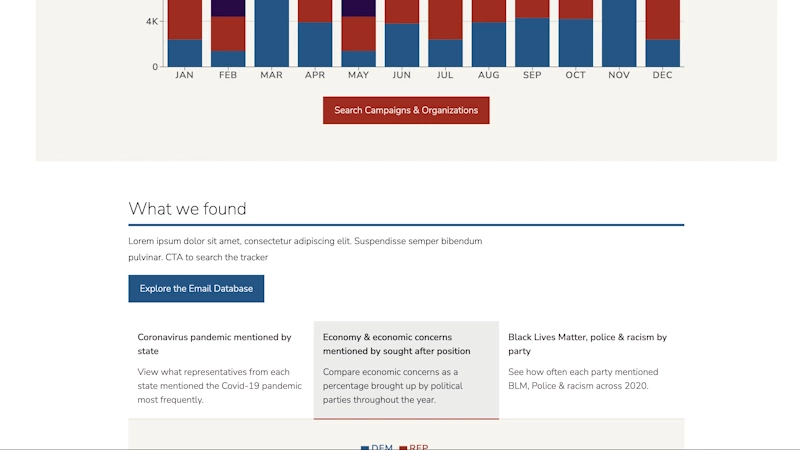 4K
0
JAN FEB MAR APR MAY JUN JUL AUG SEP OCT NOV DEC
Search Campaigns & Organizations
What we found
Lorem ipsum dolor sit amet, consectetur adipiscing elit. Suspendisse semper bibendum
pulvinar. CTA to search the tracker
Explore the Email Database
Coronavirus pandemic mentioned by
state
View what representatives from each
state mentioned the Covid-19 pandemic
most frequently.
Economy & economic concerns
mentioned by sought after position
Compare economic concerns as a
percentage brought up by political
parties throughout the year.
Black Lives Matter, police & racism by
party
See how often each party mentioned
BLM, Police & racism across 2020.
DEM REP